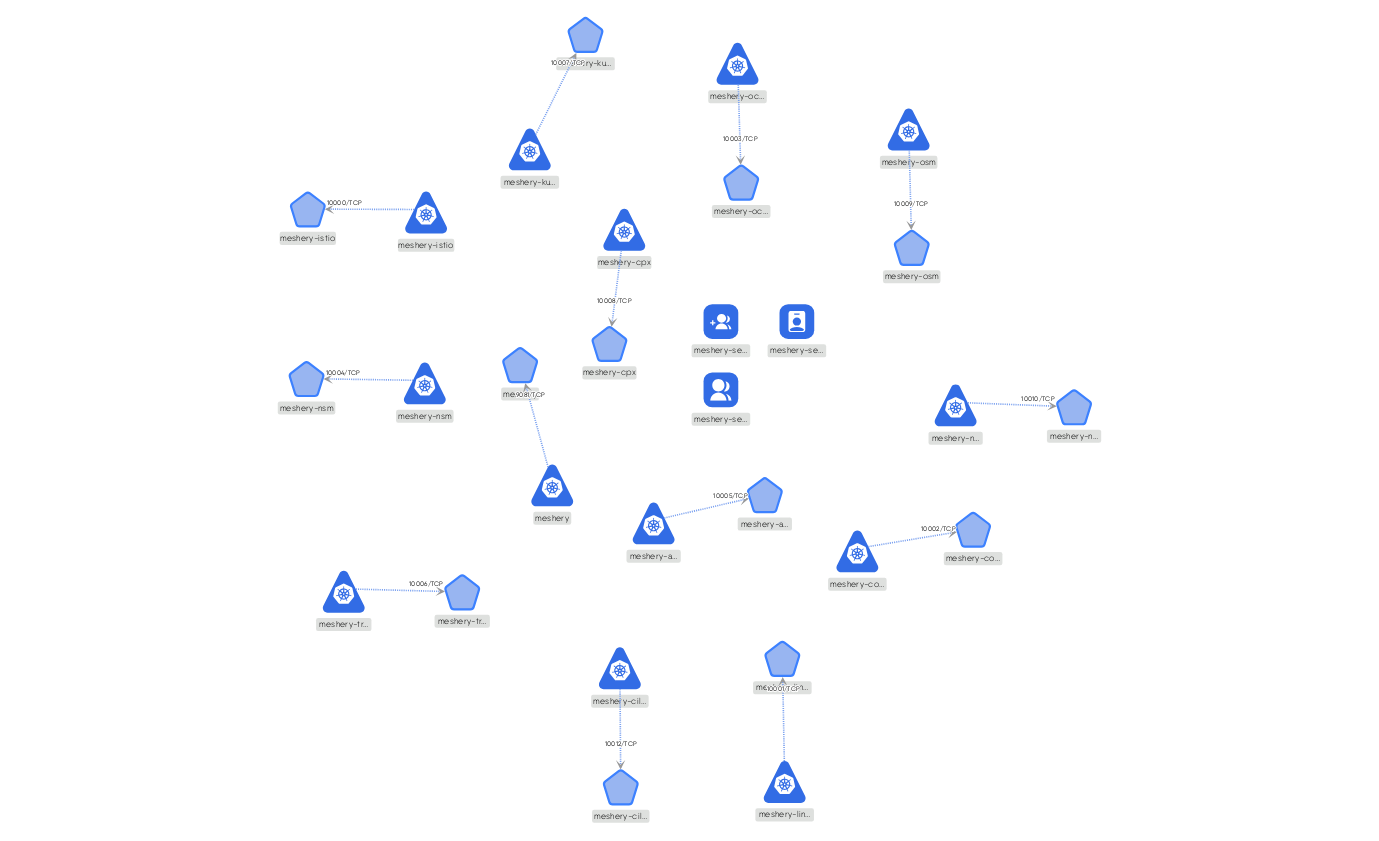 10007/TCP
meshery-ku...
meshery-oc...
10003/TCP
meshery-osm
meshery-ku...
10000/TCP
10009/TCP
meshery-oc...
meshery-istio
meshery-istio
meshery-cpx
meshery-osm
10008/TCP
meshery-se...
meshery-se...
10004/TCP
meshery-cpx
9081/TCP
10010/TCP
meshery-nsm
meshery-nsm
meshery-se...
meshery-n...
meshery-n...
10005/TCP
meshery
meshery-a...
10002/TCP
meshery-a...
meshery-co...
10006/TCP
meshery-co...
meshery-tr...
meshery-tr...
10001/TCP
meshery-cil...
10012/TCP
meshery-cil...
meshery-lin...